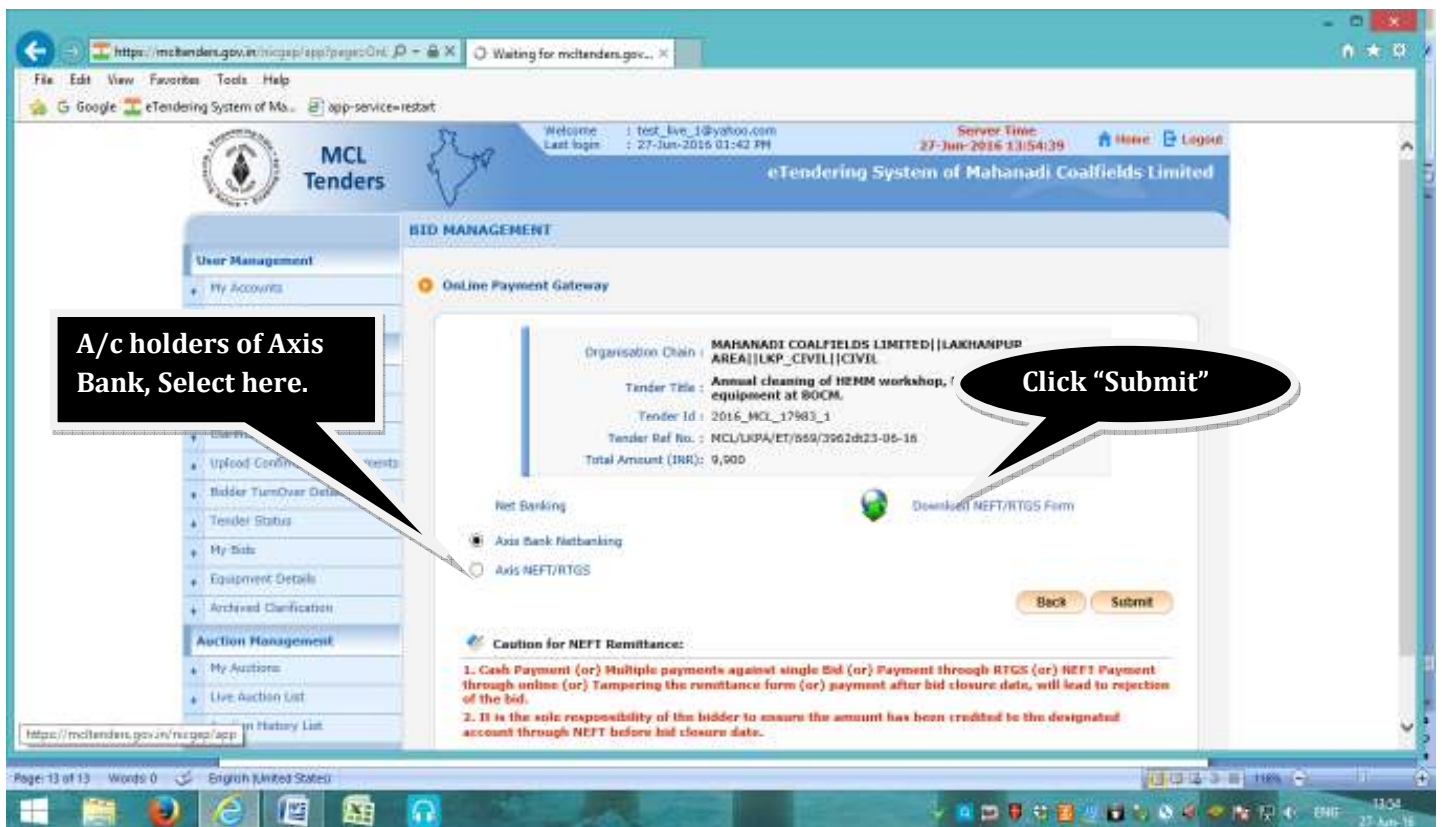 https://mcltenders.gov.in/nicgep/app?page=Onl
Waiting for mcltenders.gov...
File Edit View Favorites Tools Help
Google eTendering System of Ma... app-service=restart
MCL
Tenders
Welcome : test_live_1@yahoo.com
Last login : 27-Jun-2016 01:42 PM
Server Time
27-Jun-2016 13:54:39
Home Logout
eTendering System of Mahanadi Coalfields Limited
BID MANAGEMENT
User Management
My Accounts
OnLine Payment Gateway
A/c holders of Axis
Bank, Select here.
Click “Submit”
Organisation Chain : MAHANADI COALFIELDS LIMITED||LAKHANPUR
AREA||LKP_CIVIL||CIVIL
Tender Title : Annual cleaning of HEMM workshop,
equipment at BOCM.
Tender Id : 2016_MCL_17983_1
Tender Ref No. : MCL/LKPA/ET/669/3962dt23-06-16
Total Amount (INR): 9,900
Upload
Bidder TurnOver
Tender Status
My Bids
Equipment Details
Archived Clarification
Auction Management
My Auctions
Live Auction List
History List
Net Banking
Download NEFT/RTGS Form
Axis Bank Netbanking
Axis NEFT/RTGS
Back Submit
Caution for NEFT Remittance:
1. Cash Payment (or) Multiple payments against single Bid (or) Payment through RTGS (or) NEFT Payment
through online (or) Tampering the remittance form (or) payment after bid closure date, will lead to rejection
of the bid.
2. It is the sole responsibility of the bidder to ensure the amount has been credited to the designated
account through NEFT before bid closure date.
https://mcltenders.gov.in/nicgep/app
Page: 13 of 13 Words: 0 English (United States)
118%
ENG
13:54
27-Jun-16